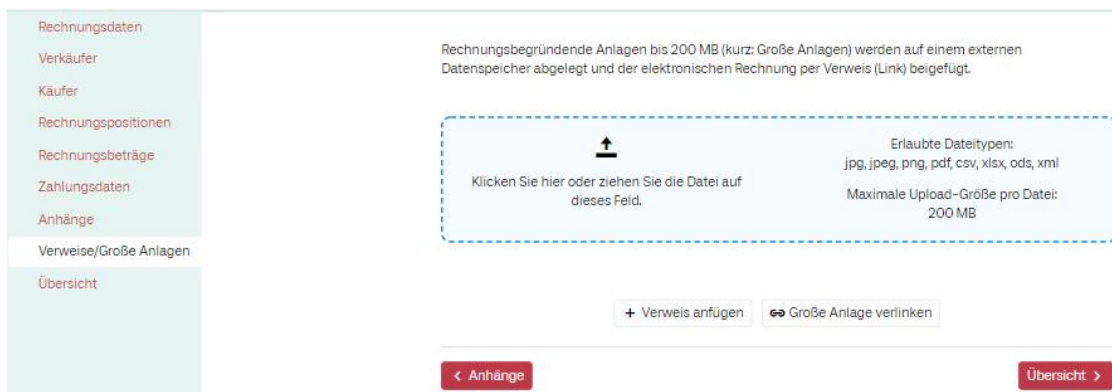 Rechnungsdaten
Verkäufer
Käufer
Rechnungspositionen
Rechnungsbeträge
Zahlungsdaten
Anhänge
Verweise/Große Anlagen
Übersicht
Rechnungsbegründende Anlagen bis 200 MB (kurz: Große Anlagen) werden auf einem externen
Datenspeicher abgelegt und der elektronischen Rechnung per Verweis (Link) beigefügt.
Klicken Sie hier oder ziehen Sie die Datei auf
dieses Feld.
Erlaubte Dateitypen:
jpg, jpeg, png, pdf, csv, xlsx, ods, xml
Maximale Upload-Größe pro Datei:
200 MB
+ Verweis anfügen
Große Anlage verlinken
< Anhänge
Übersicht >